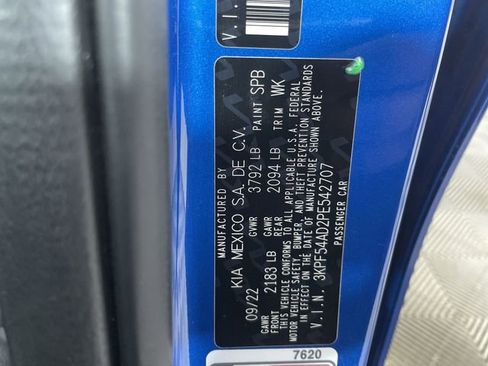 MANUFACTURED BY
KIA MEXICO S.A. DE C.V.
09/22 GVWR 3792 LB PAINT SPB
GAWR FRONT 2183 LB GAWR REAR 2094 LB TRIM WK
THIS VEHICLE CONFORMS TO ALL APPLICABLE U.S.A. FEDERAL
MOTOR VEHICLE SAFETY, BUMPER, AND THEFT PREVENTION STANDARDS
IN EFFECT ON THE DATE OF MANUFACTURE SHOWN ABOVE.
V.I.N. 3KPF54AD2PE542707
PASSENGER CAR
V.I.N
7620